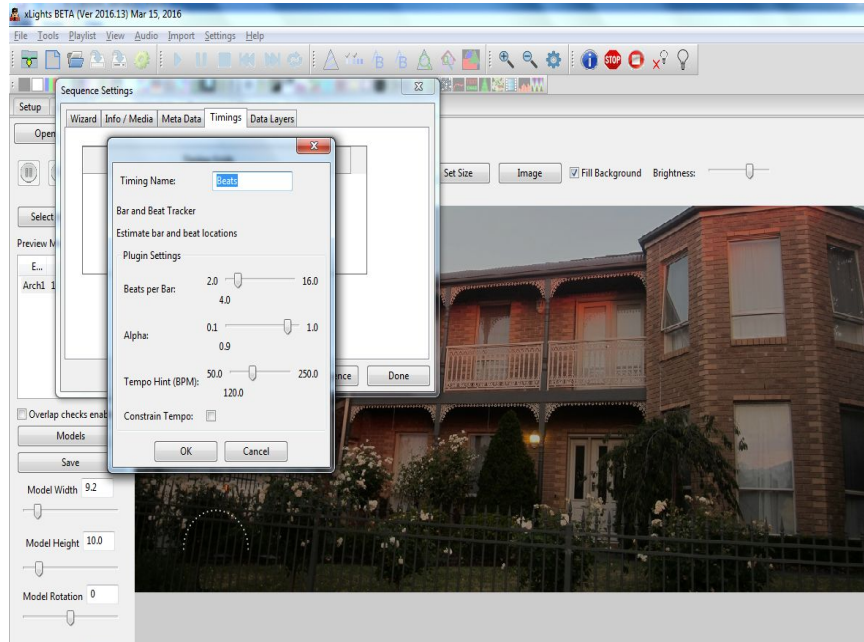 xLights BETA (Ver 2016.13) Mar 15, 2016
File Tools Playlist View Audio Import Settings Help
Sequence Settings
Wizard Info / Media Meta Data Timings Data Layers
Setup
Open
Timing Name: Beats
Set Size Image Fill Background Brightness:
Bar and Beat Tracker
Select
Estimate bar and beat locations
Preview M
Plugin Settings
E...
Beats per Bar: 2.0 16.0
4.0
Arch1 1
Alpha: 0.1 1.0
0.9
Tempo Hint (BPM): 50.0 250.0
120.0
nce Done
Constrain Tempo:
Overlap checks enab
Models
OK Cancel
Save
Model Width 9.2
Model Height 10.0
Model Rotation 0